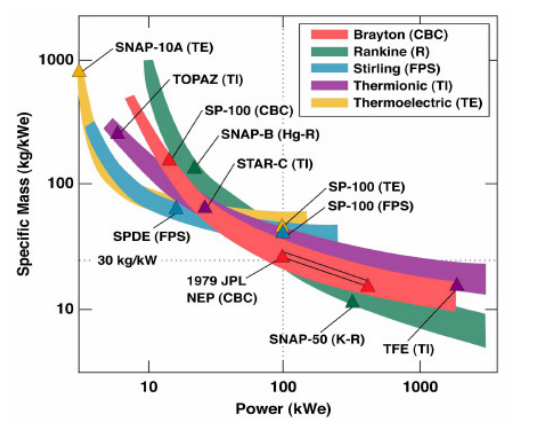 Brayton (CBC)
Rankine (R)
Stirling (FPS)
Thermionic (TI)
Thermoelectric (TE)
SNAP-10A (TE)
TOPAZ (TI)
SP-100 (CBC)
SNAP-B (Hg-R)
STAR-C (TI)
SP-100 (TE)
SP-100 (FPS)
SPDE (FPS)
30 kg/kW
1979 JPL
NEP (CBC)
SNAP-50 (K-R)
TFE (TI)
Specific Mass (kg/kWe)
1000
100
10
10
100
1000
Power (kWe)